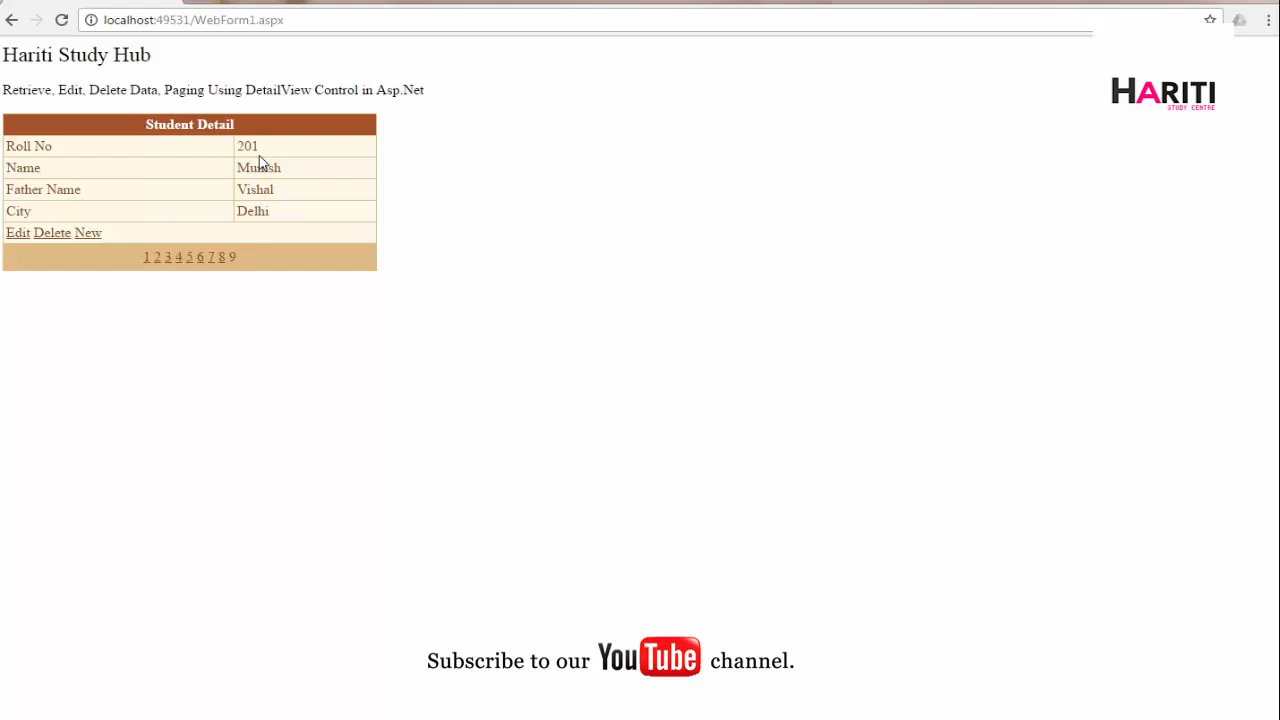 localhost:49531/WebForm1.aspx
Hariti Study Hub
HARITI
STUDY CENTRE
Retrieve, Edit, Delete Data, Paging Using DetailView Control in Asp.Net
Student Detail
Roll No 201
Name
Father Name Vishal
City Delhi
Edit Delete New
1 2 3 4 5 6 7 8 9
Subscribe to our YouTube channel.